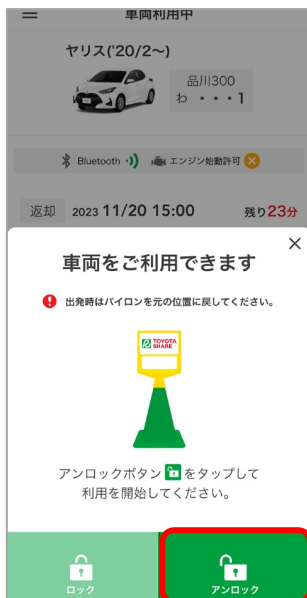 車両利用中
ヤリス('20/2〜)
品川300
わ ・・・1
Bluetooth エンジン始動許可
返却 2023 11/20 15:00 残り23分
車両をご利用できます
出発時はパイロンを元の位置に戻してください。
TOYOTA
SHARE
アンロックボタン をタップして
利用を開始してください。
ロック アンロック